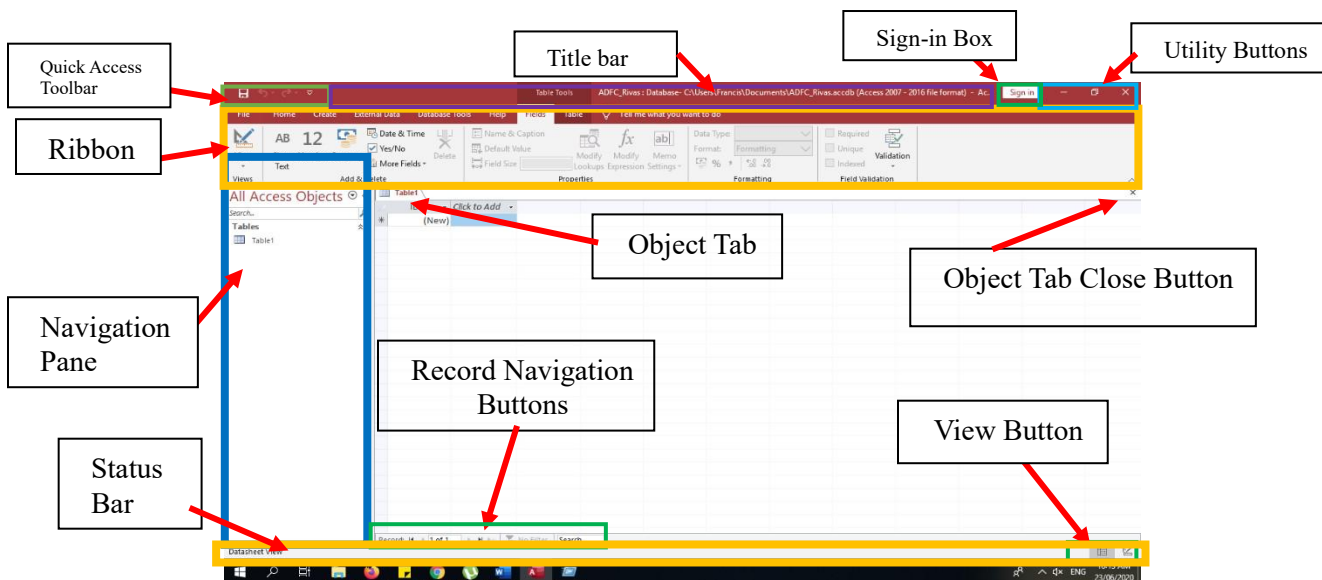 Quick Access
Toolbar
Title bar
Sign-in Box
Utility Buttons
Table Tools
ADFC_Rivas : Database- C:\Users\Francis\Documents\ADFC_Rivas.accdb (Access 2007 - 2016 file format) - Ac
Sign in
File Home Create External Data Database Tools Help Fields Table Tell me what you want to do
Ribbon
AB 12
Text
Date & Time
Yes/No
More Fields
Delete
Name & Caption
Default Value
Field Size
Modify
Lookups
Modify
Expression
Memo
Settings
Data Type:
Format: Formatting
%
Required
Unique
Indexed
Validation
Views
Add & Delete
Properties
Formatting
Field Validation
All Access Objects
Search...
Tables
Table1
Table1
Click to Add
(New)
Object Tab
Object Tab Close Button
Navigation
Pane
Record Navigation
Buttons
View Button
Status
Bar
Record: 1 of 1 No Filter Search
Datasheet View
ENG
23/06/2020